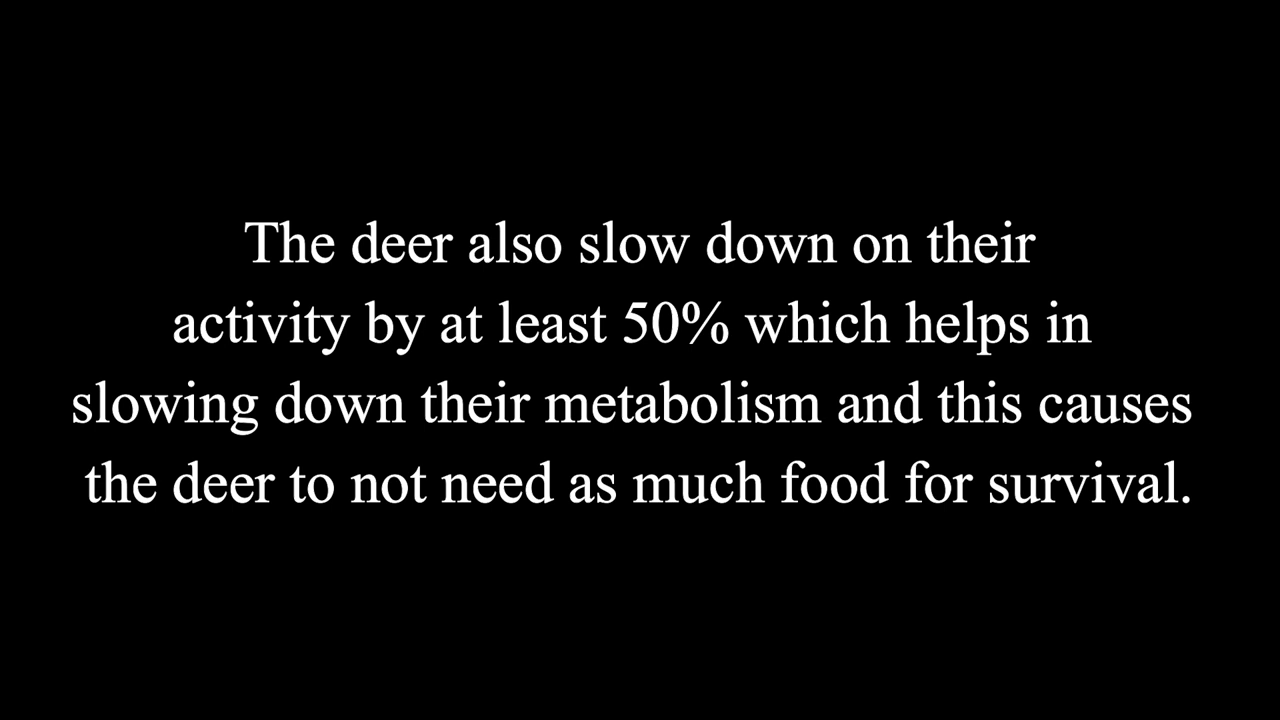 The deer also slow down on their
activity by at least 50% which helps in
slowing down their metabolism and this causes
the deer to not need as much food for survival.